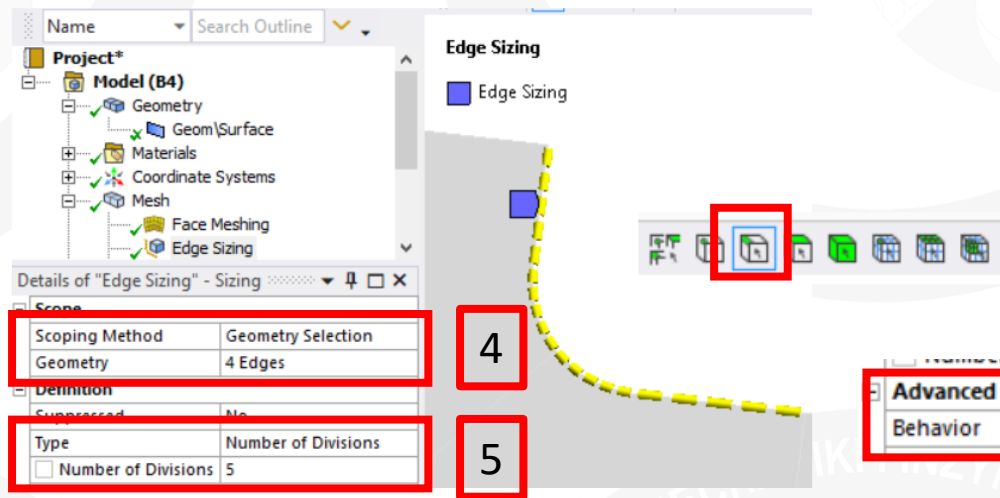 Name Search Outline
Project*
Model (B4)
Geometry
Geom\Surface
Materials
Coordinate Systems
Mesh
Face Meshing
Edge Sizing
Details of "Edge Sizing" - Sizing
Scope
Scoping Method Geometry Selection
Geometry 4 Edges
Definition
Suppressed No
Type Number of Divisions
Number of Divisions 5
Edge Sizing
Edge Sizing
4
5
Advanced
Behavior